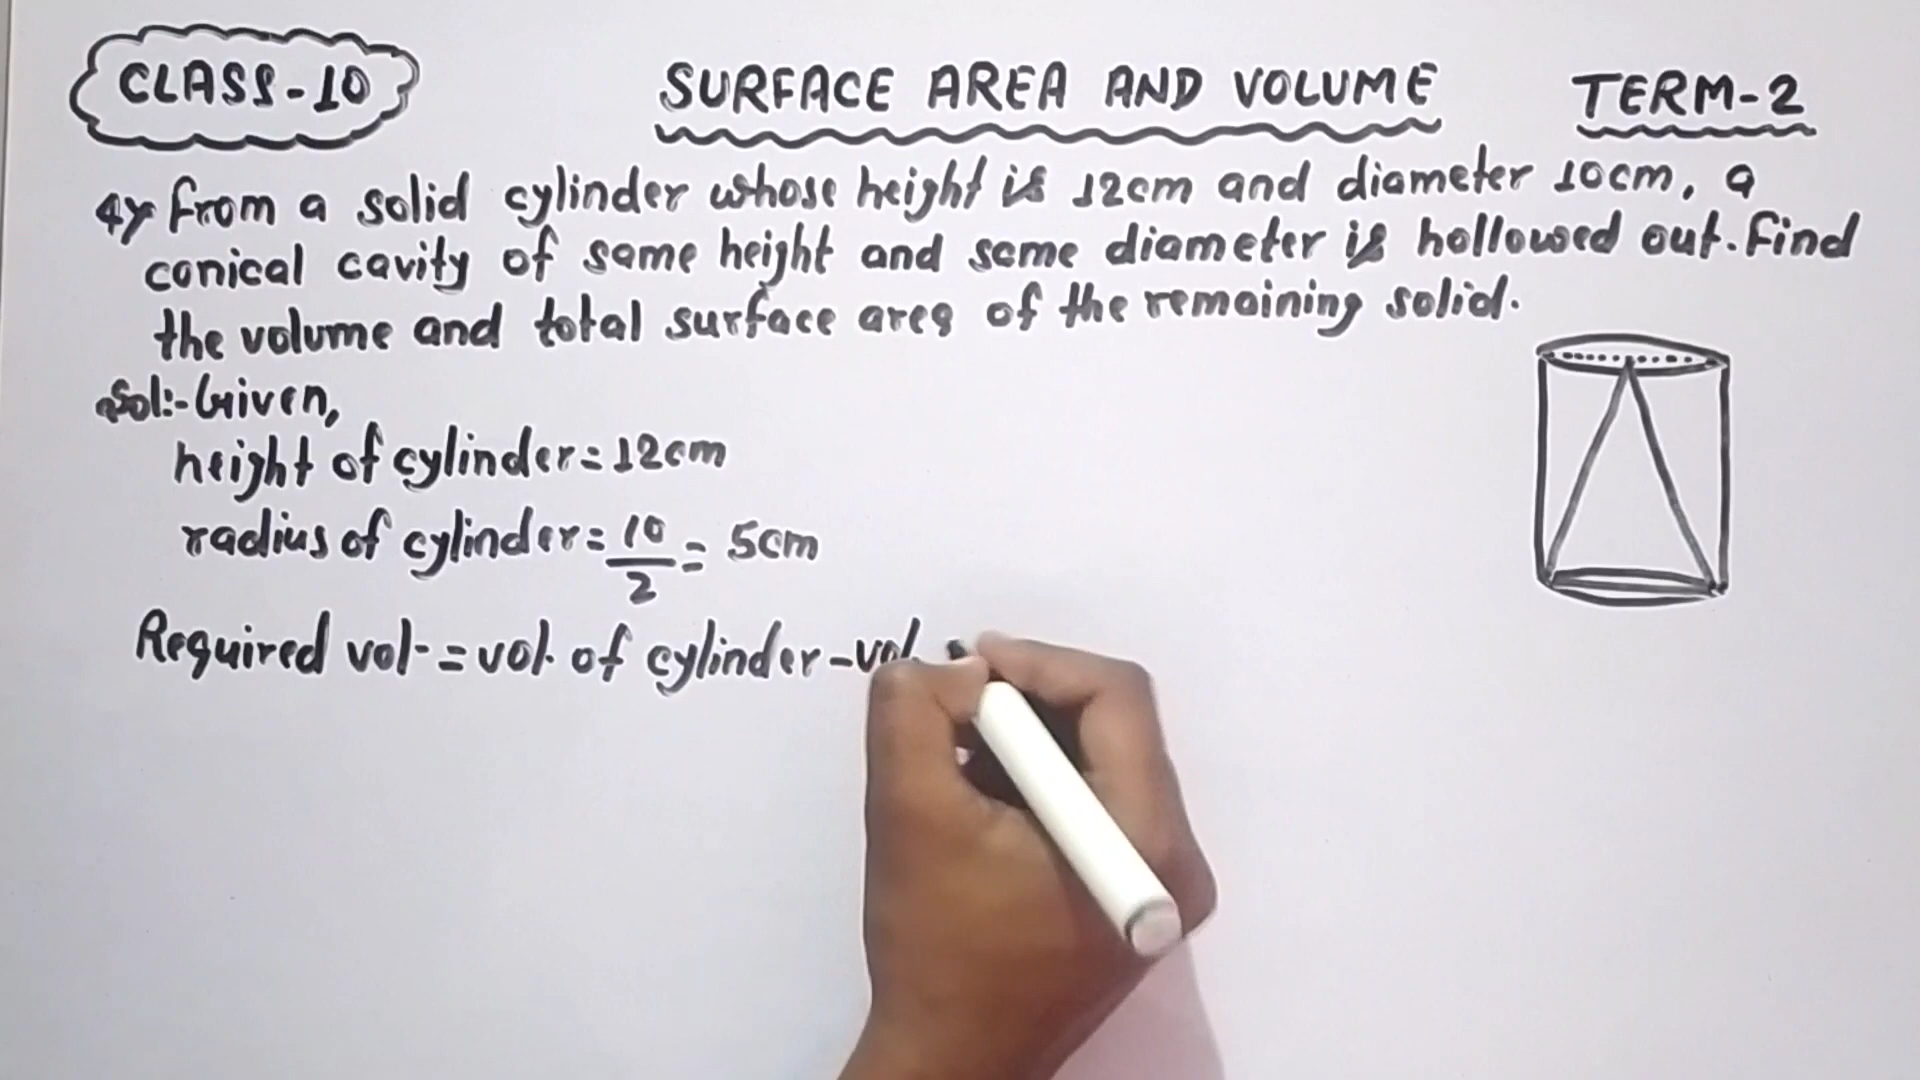 CLASS-10 SURFACE AREA AND VOLUME TERM-2
4) From a solid cylinder whose height is 12cm and diameter 10cm, a
conical cavity of same height and same diameter is hollowed out. Find
the volume and total surface area of the remaining solid.
Sol:- Given,
height of cylinder = 12cm
radius of cylinder = 10/2 = 5cm
Required vol. = vol. of cylinder - vol.